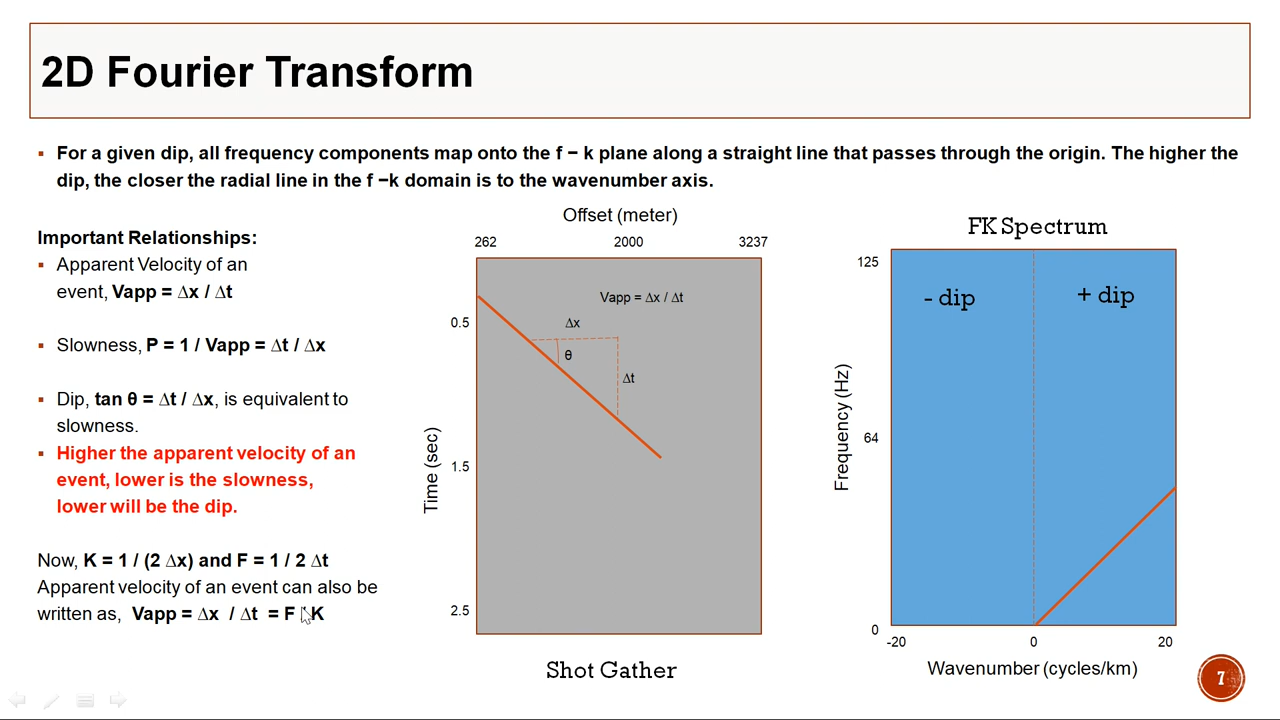 2D Fourier Transform
▪ For a given dip, all frequency components map onto the f − k plane along a straight line that passes through the origin. The higher the
dip, the closer the radial line in the f −k domain is to the wavenumber axis.
Important Relationships:
▪ Apparent Velocity of an
event, Vapp = ∆x / ∆t
▪ Slowness, P = 1 / Vapp = ∆t / ∆x
▪ Dip, tan θ = ∆t / ∆x, is equivalent to
slowness.
▪ Higher the apparent velocity of an
event, lower is the slowness,
lower will be the dip.
Now, K = 1 / (2 ∆x) and F = 1 / 2 ∆t
Apparent velocity of an event can also be
written as, Vapp = ∆x / ∆t = F K
Offset (meter)
262 2000 3237
Vapp = ∆x / ∆t
∆x
θ
∆t
0.5
1.5
2.5
Time (sec)
Shot Gather
FK Spectrum
125
- dip + dip
64
Frequency (Hz)
0
-20 0 20
Wavenumber (cycles/km)
7